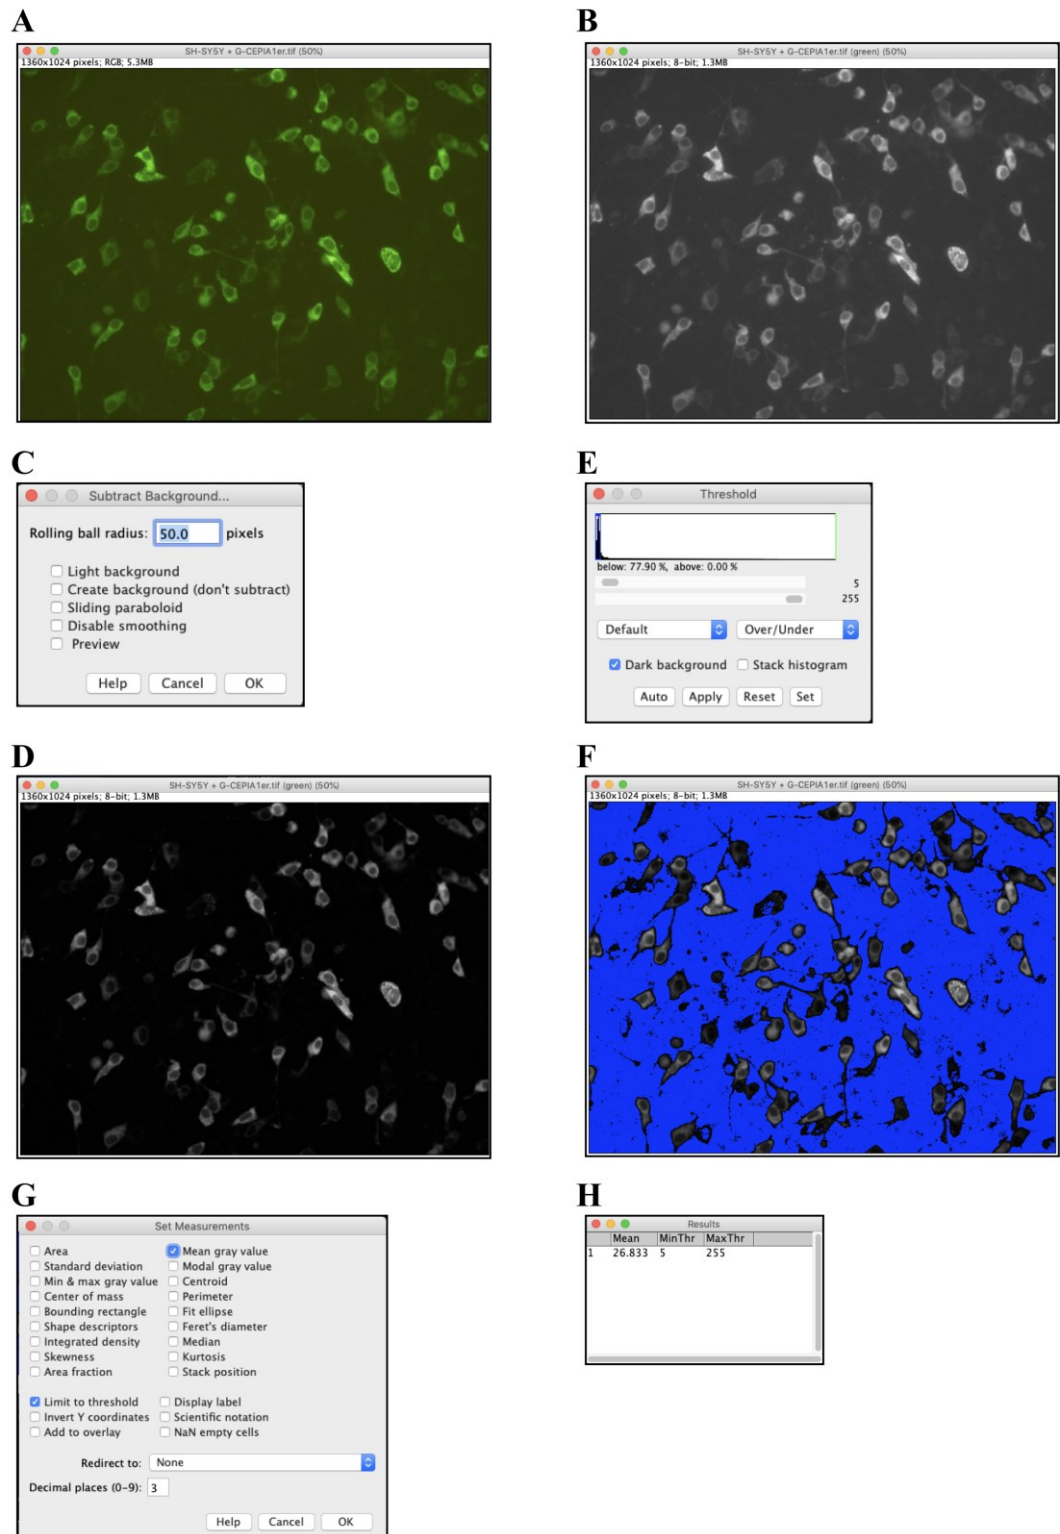 A
SH-SY5Y + G-CEPIA1er.tif (50%)
1360x1024 pixels; RGB; 5.3MB
B
SH-SY5Y + G-CEPIA1er.tif (green) (50%)
1360x1024 pixels; 8-bit; 1.3MB
C
Subtract Background...
Rolling ball radius: 50.0 pixels
Light background
Create background (don't subtract)
Sliding paraboloid
Disable smoothing
Preview
Help Cancel OK
E
Threshold
below: 77.90 %, above: 0.00 %
5
255
Default Over/Under
Dark background Stack histogram
Auto Apply Reset Set
D
SH-SY5Y + G-CEPIA1er.tif (green) (50%)
1360x1024 pixels; 8-bit; 1.3MB
F
SH-SY5Y + G-CEPIA1er.tif (green) (50%)
1360x1024 pixels; 8-bit; 1.3MB
G
Set Measurements
Area Mean gray value
Standard deviation Modal gray value
Min & max gray value Centroid
Center of mass Perimeter
Bounding rectangle Fit ellipse
Shape descriptors Feret's diameter
Integrated density Median
Skewness Kurtosis
Area fraction Stack position
Limit to threshold Display label
Invert Y coordinates Scientific notation
Add to overlay NaN empty cells
Redirect to: None
Decimal places (0-9): 3
Help Cancel OK
H
Results
Mean MinThr MaxThr
1 26.833 5 255